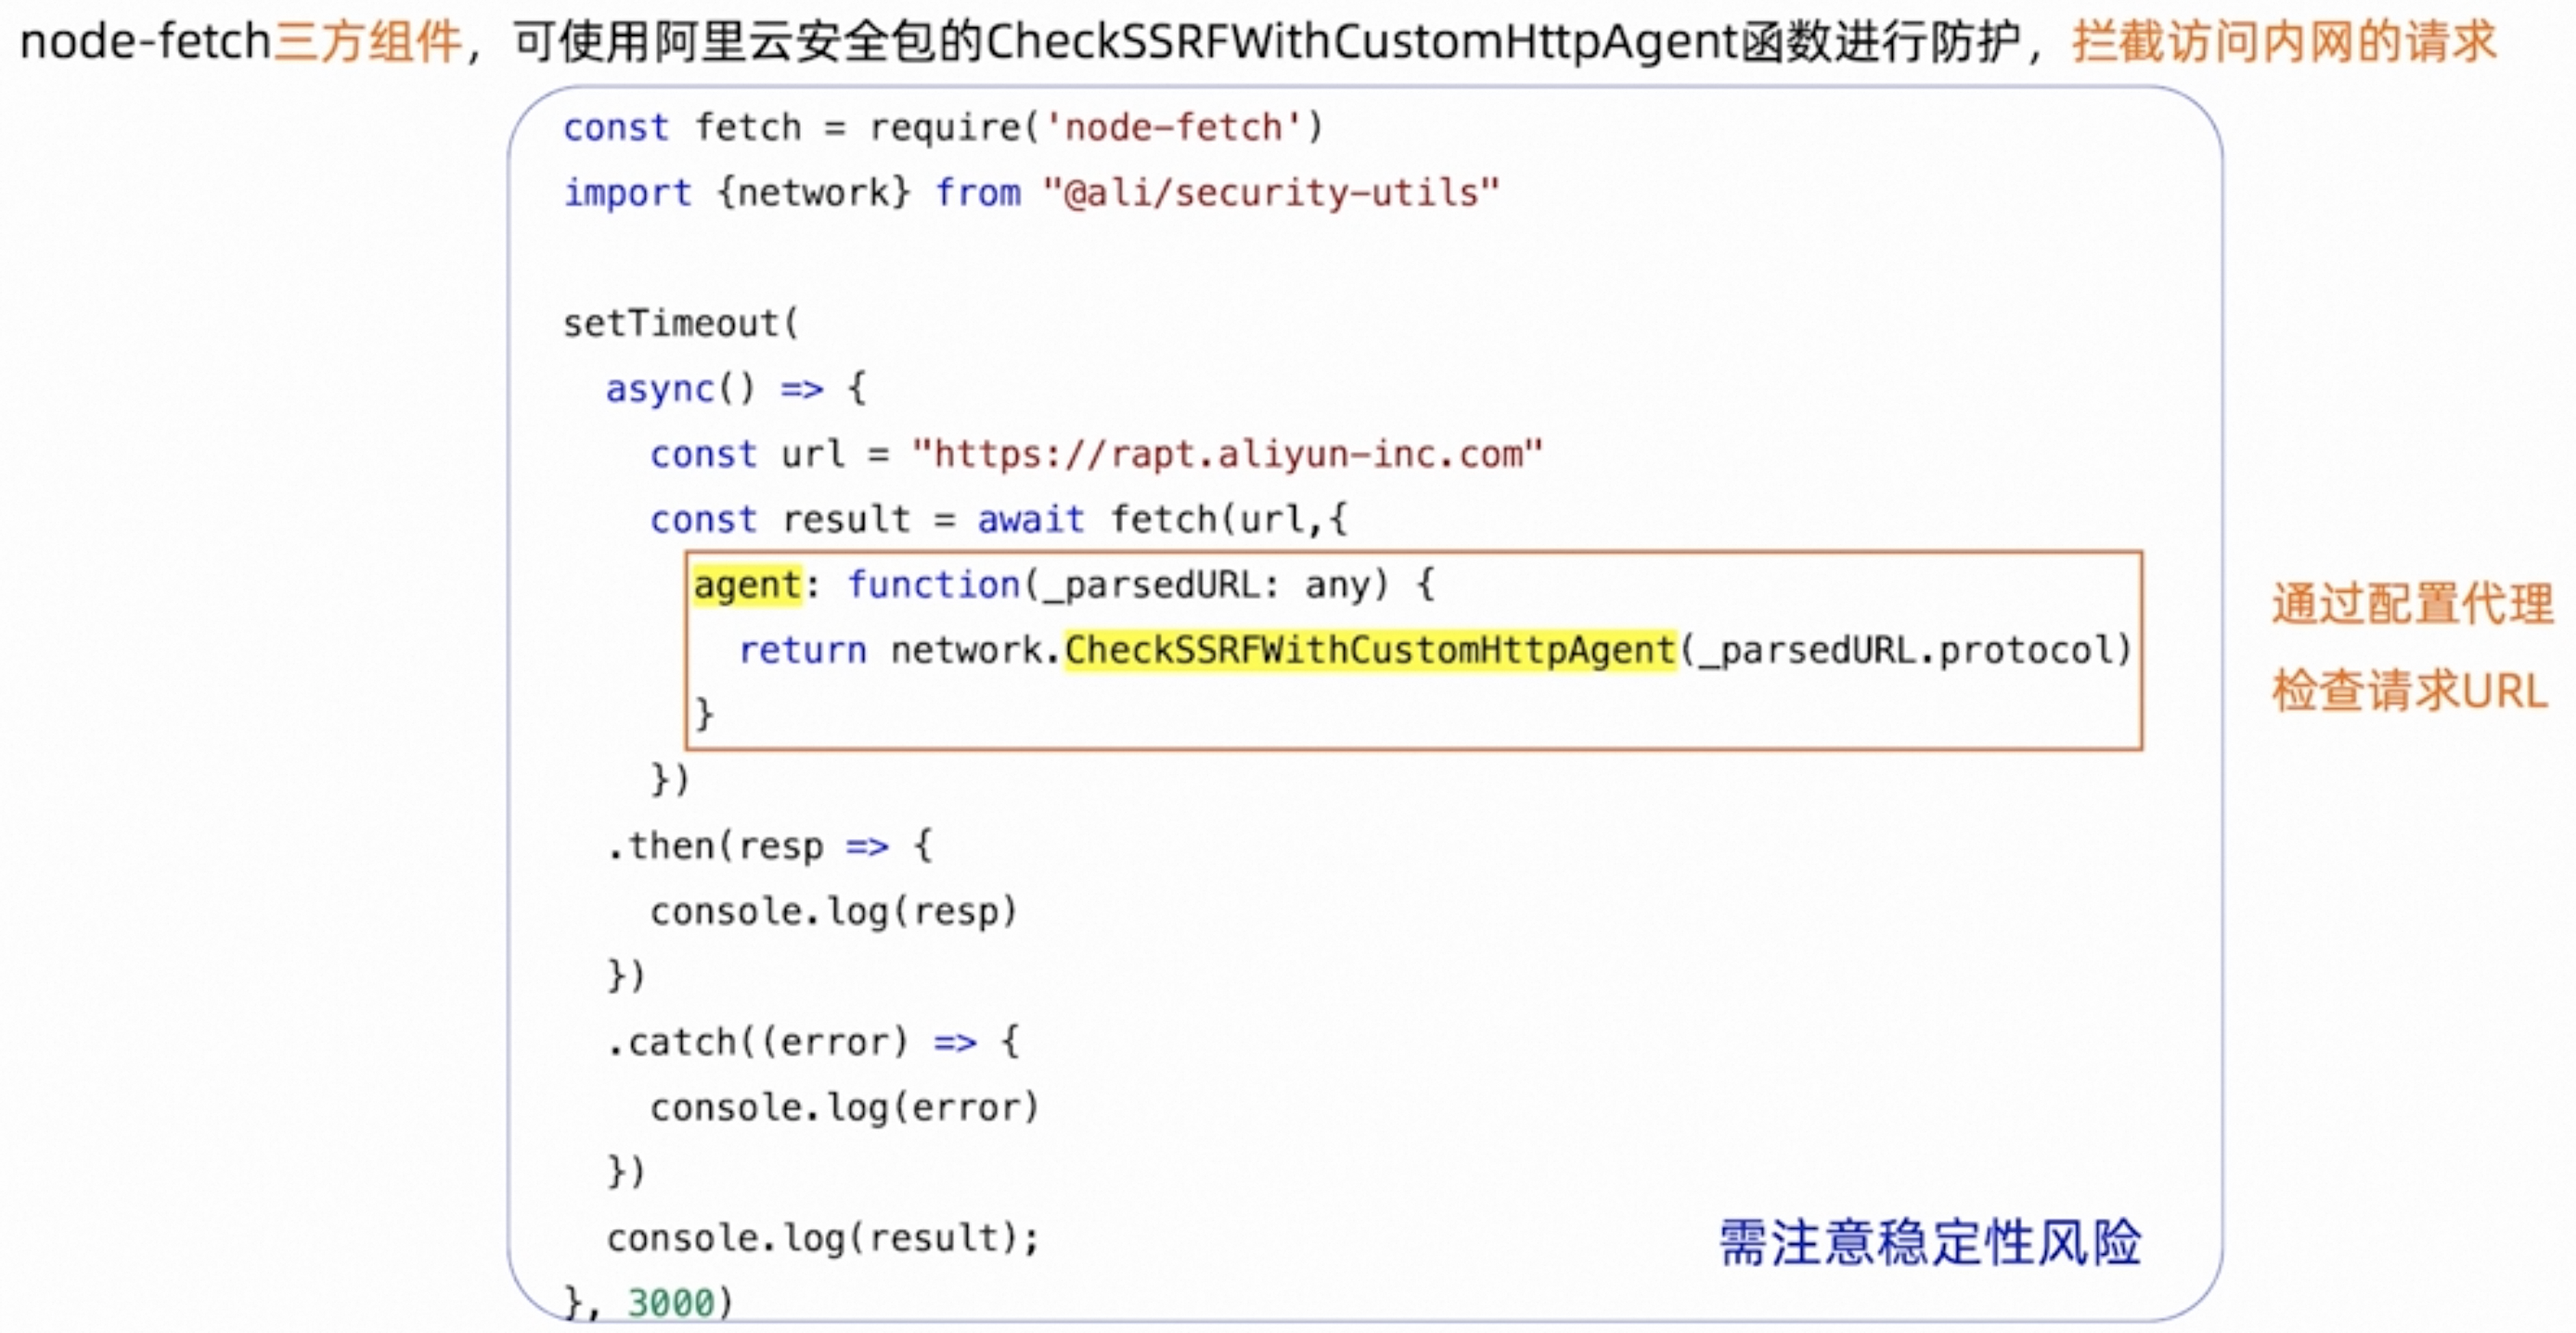 node-fetch三方组件，可使用阿里云安全包的CheckSSRFWithCustomHttpAgent函数进行防护，拦截访问内网的请求
const fetch = require('node-fetch')
import {network} from "@ali/security-utils"
setTimeout(
async() => {
const url = "https://rapt.aliyun-inc.com"
const result = await fetch(url,{
agent: function(_parsedURL: any) {
return network.CheckSSRFWithCustomHttpAgent(_parsedURL.protocol)
}
通过配置代理
检查请求URL
})
.then(resp => {
console.log(resp)
})
.catch((error) => {
console.log(error)
})
console.log(result);
需注意稳定性风险
}, 3000)